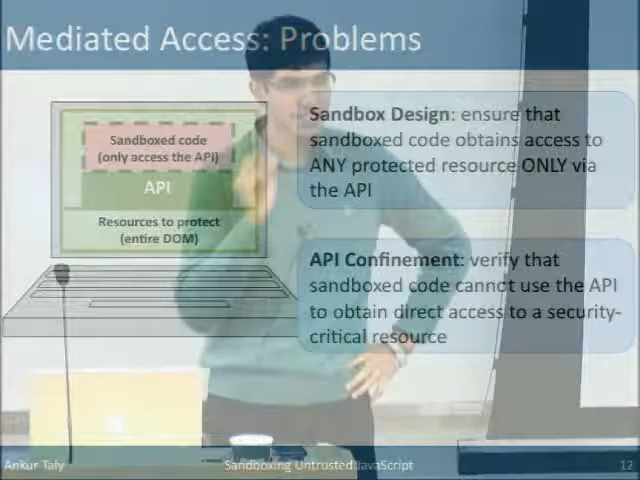 Mediated Access: Problems
Sandboxed code
(only access the API)
API
Resources to protect
(entire DOM)
Sandbox Design: ensure that
sandboxed code obtains access to
ANY protected resource ONLY via
the API
API Confinement: verify that
sandboxed code cannot use the API
to obtain direct access to a security-
critical resource
Ankur Taly
Sandboxing Untrusted JavaScript
12